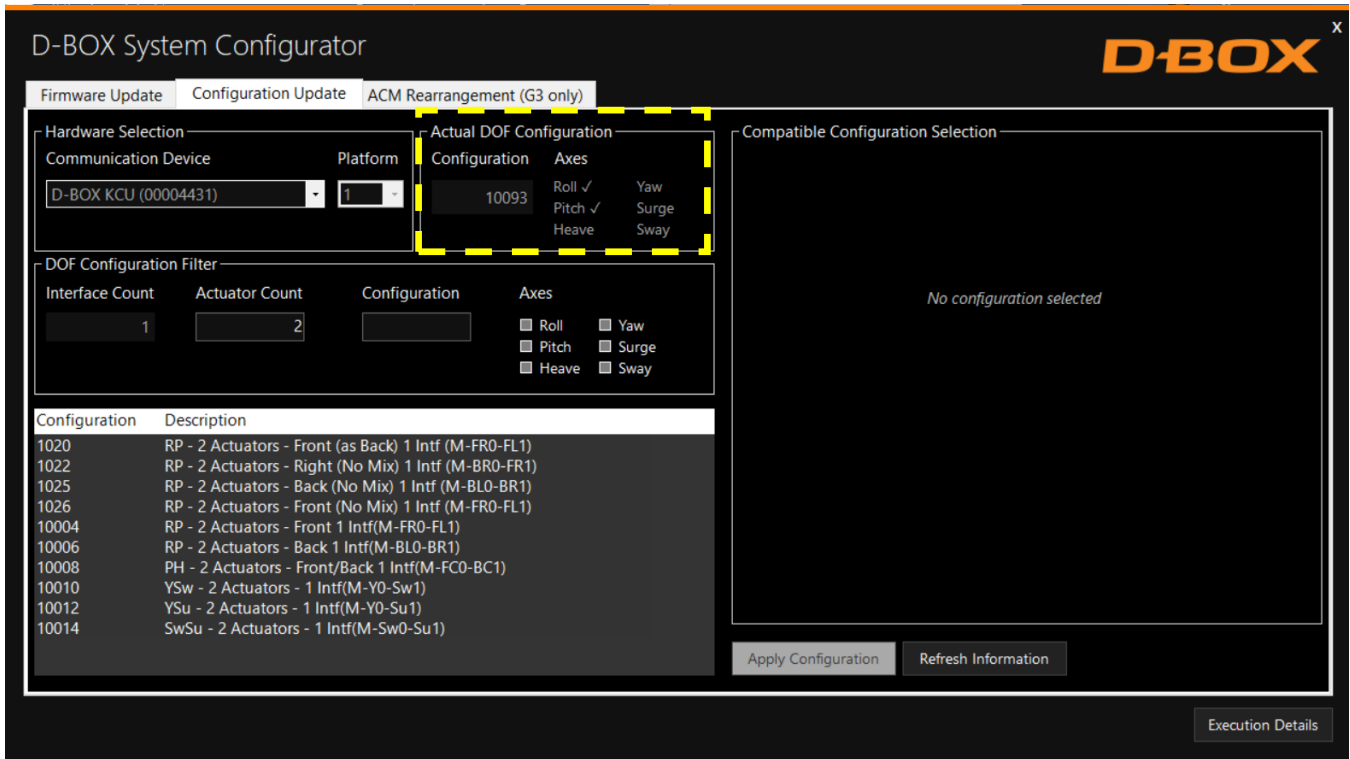 D-BOX System Configurator
D-BOX
X
Firmware Update
Configuration Update
ACM Rearrangement (G3 only)
Hardware Selection
Communication Device
Platform
D-BOX KCU (00004431)
1
Actual DOF Configuration
Configuration
Axes
10093
Roll ✓
Yaw
Pitch ✓
Surge
Heave
Sway
Compatible Configuration Selection
No configuration selected
DOF Configuration Filter
Interface Count
Actuator Count
Configuration
Axes
1
2
Roll
Yaw
Pitch
Surge
Heave
Sway
Configuration Description
1020 RP - 2 Actuators - Front (as Back) 1 Intf (M-FR0-FL1)
1022 RP - 2 Actuators - Right (No Mix) 1 Intf (M-BR0-FR1)
1025 RP - 2 Actuators - Back (No Mix) 1 Intf (M-BL0-BR1)
1026 RP - 2 Actuators - Front (No Mix) 1 Intf (M-FR0-FL1)
10004 RP - 2 Actuators - Front 1 Intf(M-FR0-FL1)
10006 RP - 2 Actuators - Back 1 Intf(M-BL0-BR1)
10008 PH - 2 Actuators - Front/Back 1 Intf(M-FC0-BC1)
10010 YSw - 2 Actuators - 1 Intf(M-Y0-Sw1)
10012 YSu - 2 Actuators - 1 Intf(M-Y0-Su1)
10014 SwSu - 2 Actuators - 1 Intf(M-Sw0-Su1)
Apply Configuration
Refresh Information
Execution Details